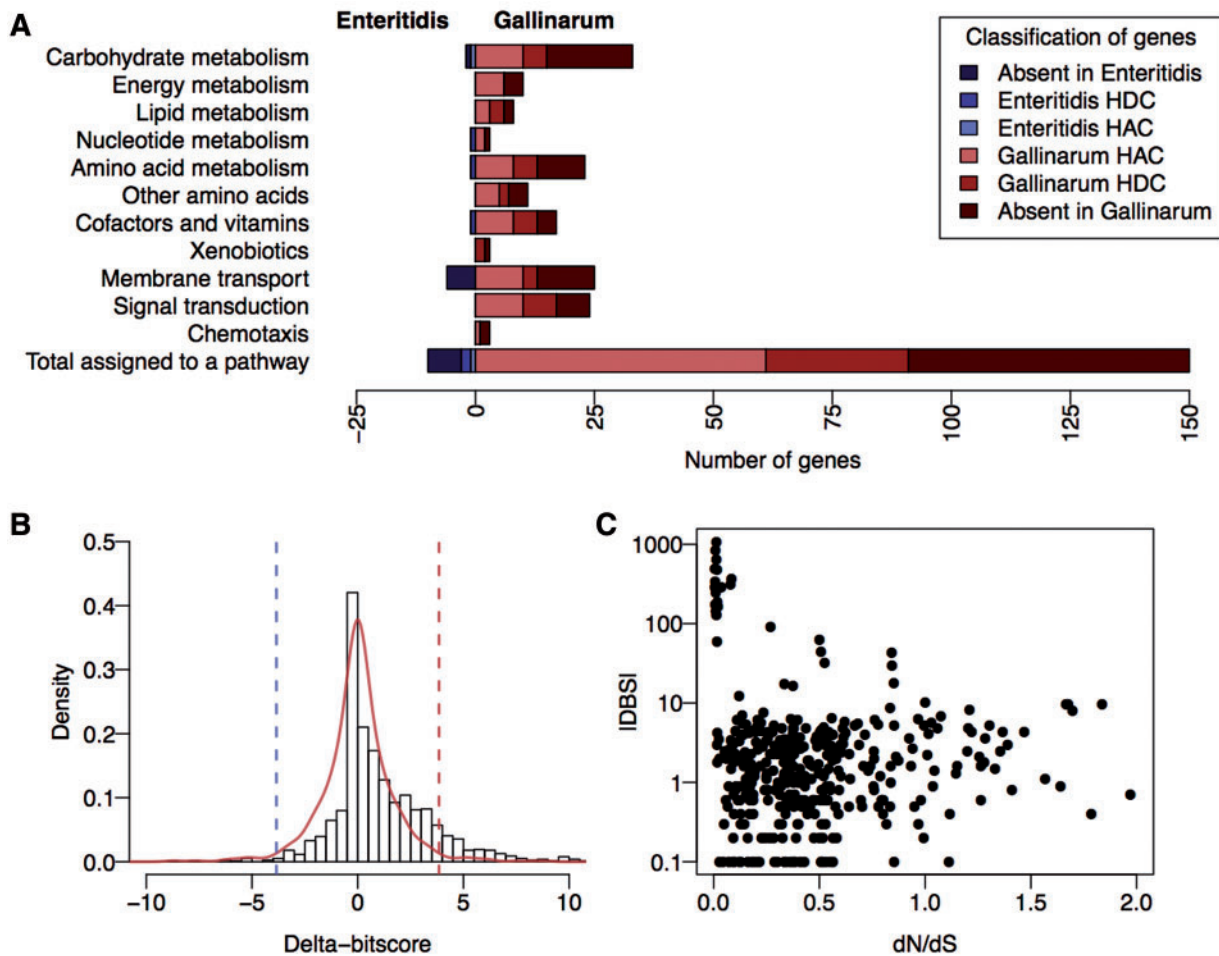 A
Enteritidis Gallinarum
Carbohydrate metabolism
Energy metabolism
Lipid metabolism
Nucleotide metabolism
Amino acid metabolism
Other amino acids
Cofactors and vitamins
Xenobiotics
Membrane transport
Signal transduction
Chemotaxis
Total assigned to a pathway
−25 0 25 50 75 100 125 150
Number of genes
Classification of genes
Absent in Enteritidis
Enteritidis HDC
Enteritidis HAC
Gallinarum HAC
Gallinarum HDC
Absent in Gallinarum
B
0.5
0.4
0.3
0.2
0.1
0.0
Density
−10 −5 0 5 10
Delta−bitscore
C
1000
100
10
1
0.1
|DBS|
0.0 0.5 1.0 1.5 2.0
dN/dS